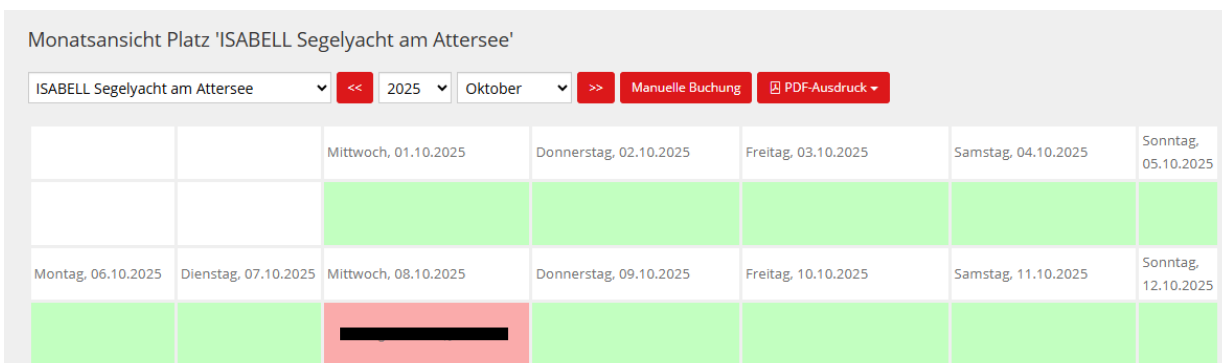 Monatsansicht Platz 'ISABELL Segelyacht am Attersee'
ISABELL Segelyacht am Attersee << 2025 Oktober >> Manuelle Buchung PDF-Ausdruck
Mittwoch, 01.10.2025 Donnerstag, 02.10.2025 Freitag, 03.10.2025 Samstag, 04.10.2025 Sonntag, 05.10.2025
Montag, 06.10.2025 Dienstag, 07.10.2025 Mittwoch, 08.10.2025 Donnerstag, 09.10.2025 Freitag, 10.10.2025 Samstag, 11.10.2025 Sonntag, 12.10.2025